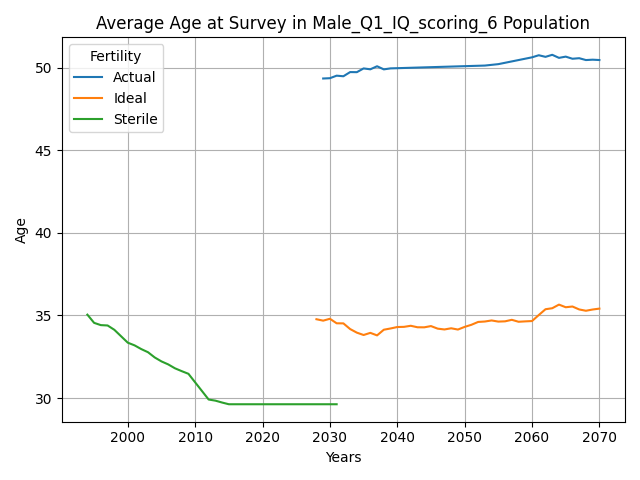 Average Age at Survey in Male_Q1_IQ_scoring_6 Population
Fertility
Actual
Ideal
Sterile
Age
50
45
40
35
30
2000 2010 2020 2030 2040 2050 2060 2070
Years